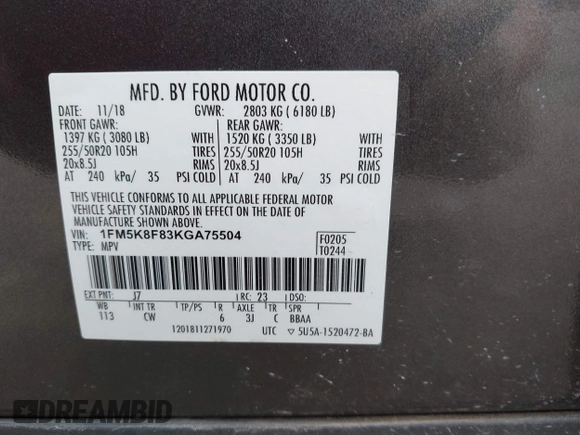 MFD. BY FORD MOTOR CO.
DATE: 11/18 GVWR: 2803 KG ( 6180 LB)
FRONT GAWR: REAR GAWR:
1397 KG ( 3080 LB) WITH 1520 KG ( 3350 LB) WITH
255/50R20 105H TIRES 255/50R20 105H TIRES
20x8.5J RIMS 20x8.5J RIMS
AT 240 kPa/ 35 PSI COLD AT 240 kPa/ 35 PSI COLD
THIS VEHICLE CONFORMS TO ALL APPLICABLE FEDERAL MOTOR
VEHICLE SAFETY STANDARDS IN EFFECT ON THE DATE OF
MANUFACTURE SHOWN ABOVE.
VIN: 1FM5K8F83KGA75504 F0205
TYPE: MPV T0244
EXT PNT: J7 RC: 23 DSO:
WB INT TR TP/PS R AXLE TR SPR
113 CW 6 3J C BBAA
1201811271970 UTC ▽ 5U5A-1520472-BA
DREAMBID